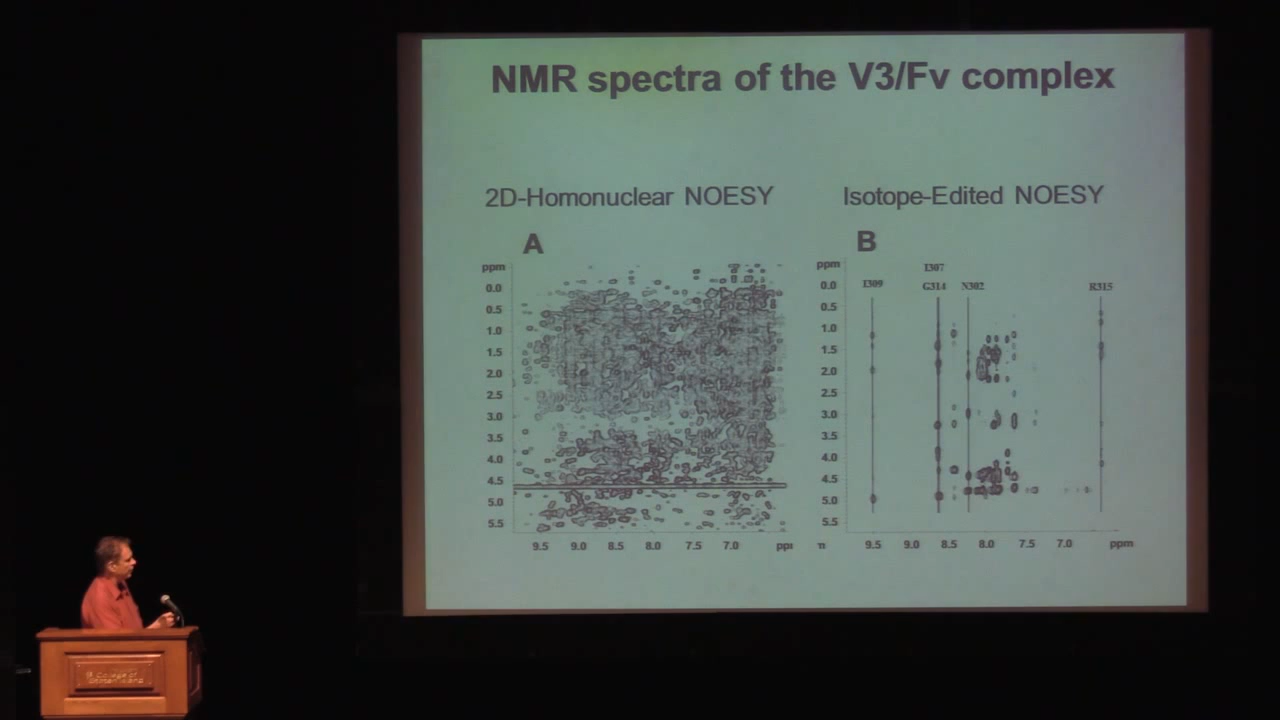 NMR spectra of the V3/Fv complex
2D-Homonuclear NOESY
Isotope-Edited NOESY
A
B
ppm
0.0
0.5
1.0
1.5
2.0
2.5
3.0
3.5
4.0
4.5
5.0
5.5
9.5 9.0 8.5 8.0 7.5 7.0
ppm
I307
I309 G314 N302 R315
0.0
0.5
1.0
1.5
2.0
2.5
3.0
3.5
4.0
4.5
5.0
5.5
9.5 9.0 8.5 8.0 7.5 7.0 ppm
College of
Staten Island